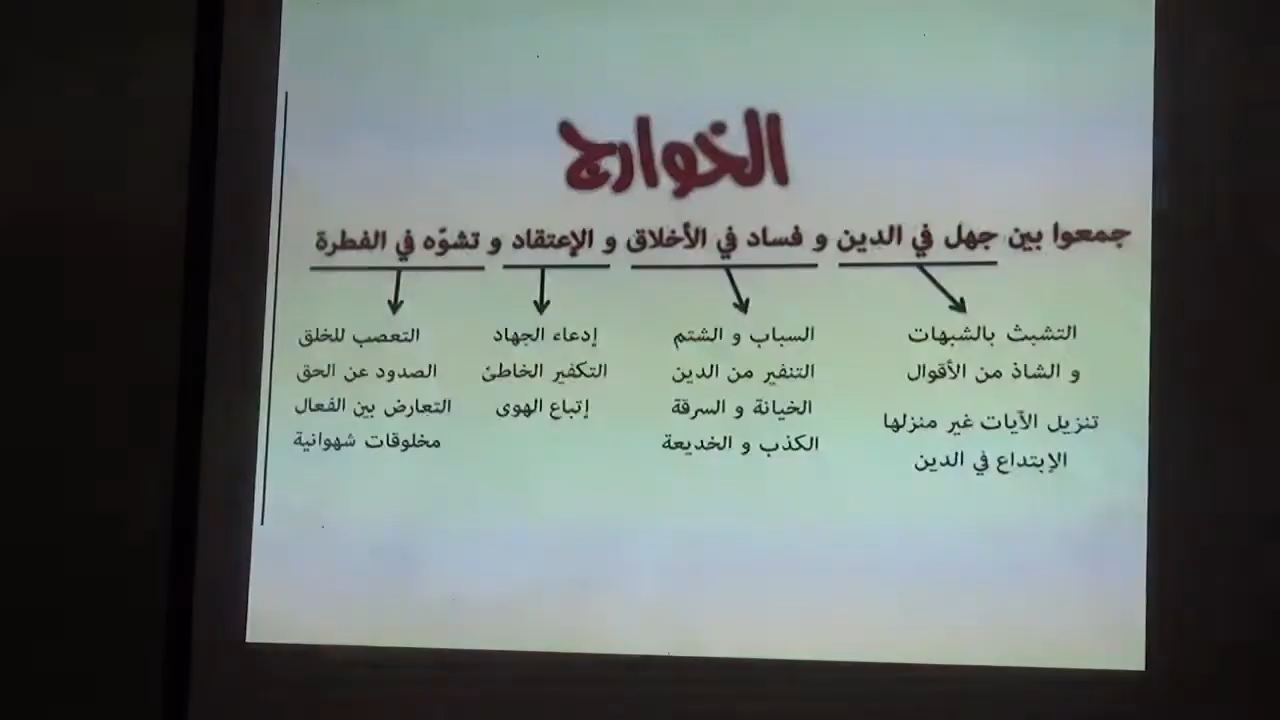 الخوارج
جمعوا بين جهل في الدين و فساد في الأخلاق و الإعتقاد و تشوّه في الفطرة
التشبث بالشبهات
و الشاذ من الأقوال
تنزيل الآيات غير منزلها
الإبتداع في الدين
السباب و الشتم
التنفير من الدين
الخيانة و السرقة
الكذب و الخديعة
إدعاء الجهاد
التكفير الخاطئ
إتباع الهوى
التعصب للخلق
الصدود عن الحق
التعارض بين الفعال
مخلوقات شهوانية